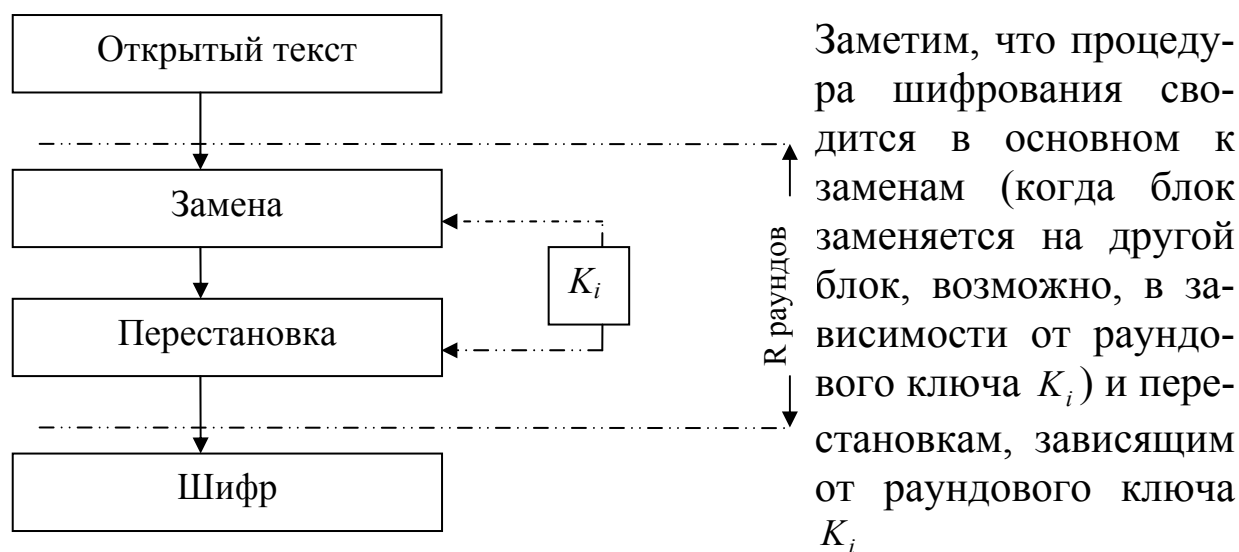 Открытый текст
Замена
Перестановка
Шифр
K_i
R раундов
Заметим, что процеду-
ра шифрования сво-
дится в основном к
заменам (когда блок
заменяется на другой
блок, возможно, в за-
висимости от раундо-
вого ключа K_i) и пере-
становкам, зависящим
от раундового ключа
K_i